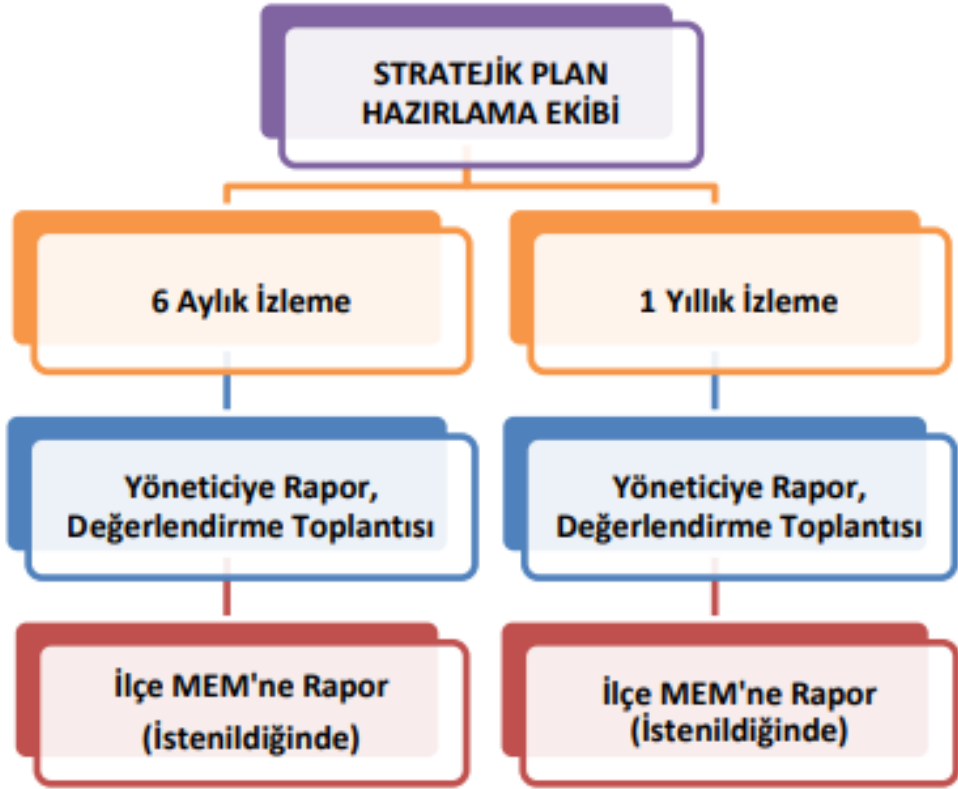 STRATEJİK PLAN
HAZIRLAMA EKİBİ
6 Aylık İzleme
1 Yıllık İzleme
Yöneticiye Rapor,
Değerlendirme Toplantısı
Yöneticiye Rapor,
Değerlendirme Toplantısı
İlçe MEM'ne Rapor
(İstenildiğinde)
İlçe MEM'ne Rapor
(İstenildiğinde)